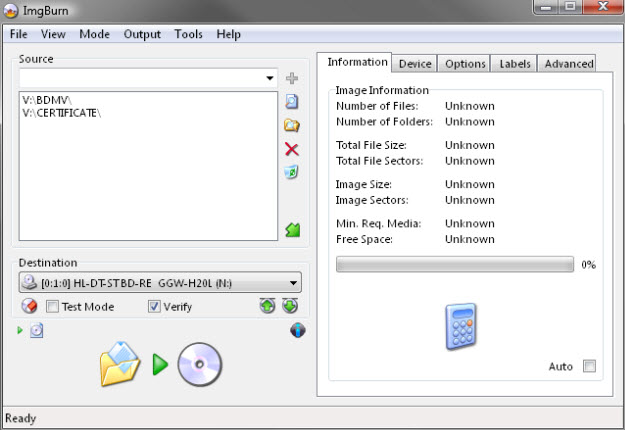 ImgBurn
File View Mode Output Tools Help
Source
V:\BDMV\
V:\CERTIFICATE\
Destination
[0:1:0] HL-DT-STBD-RE GGW-H20L (N:)
Test Mode Verify
Information Device Options Labels Advanced
Image Information
Number of Files: Unknown
Number of Folders: Unknown
Total File Size: Unknown
Total File Sectors: Unknown
Image Size: Unknown
Image Sectors: Unknown
Min. Req. Media: Unknown
Free Space: Unknown
0%
Auto
Ready